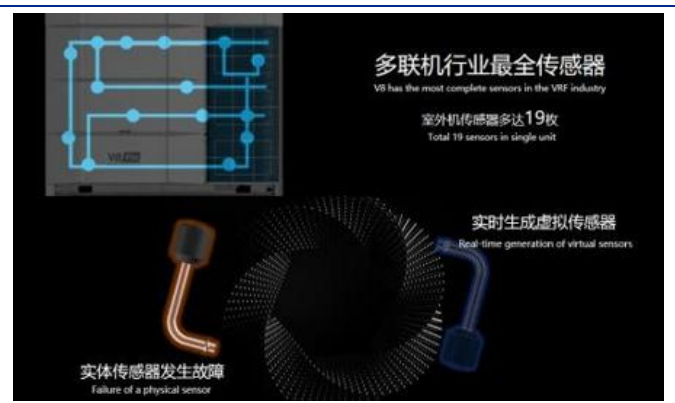 多联机行业最全传感器
V8 has the most complete sensors in the VRF industry
室外机传感器多达19枚
Total 19 sensors in single unit
实时生成虚拟传感器
Real-time generation of virtual sensors
实体传感器发生故障
Failure of a physical sensor